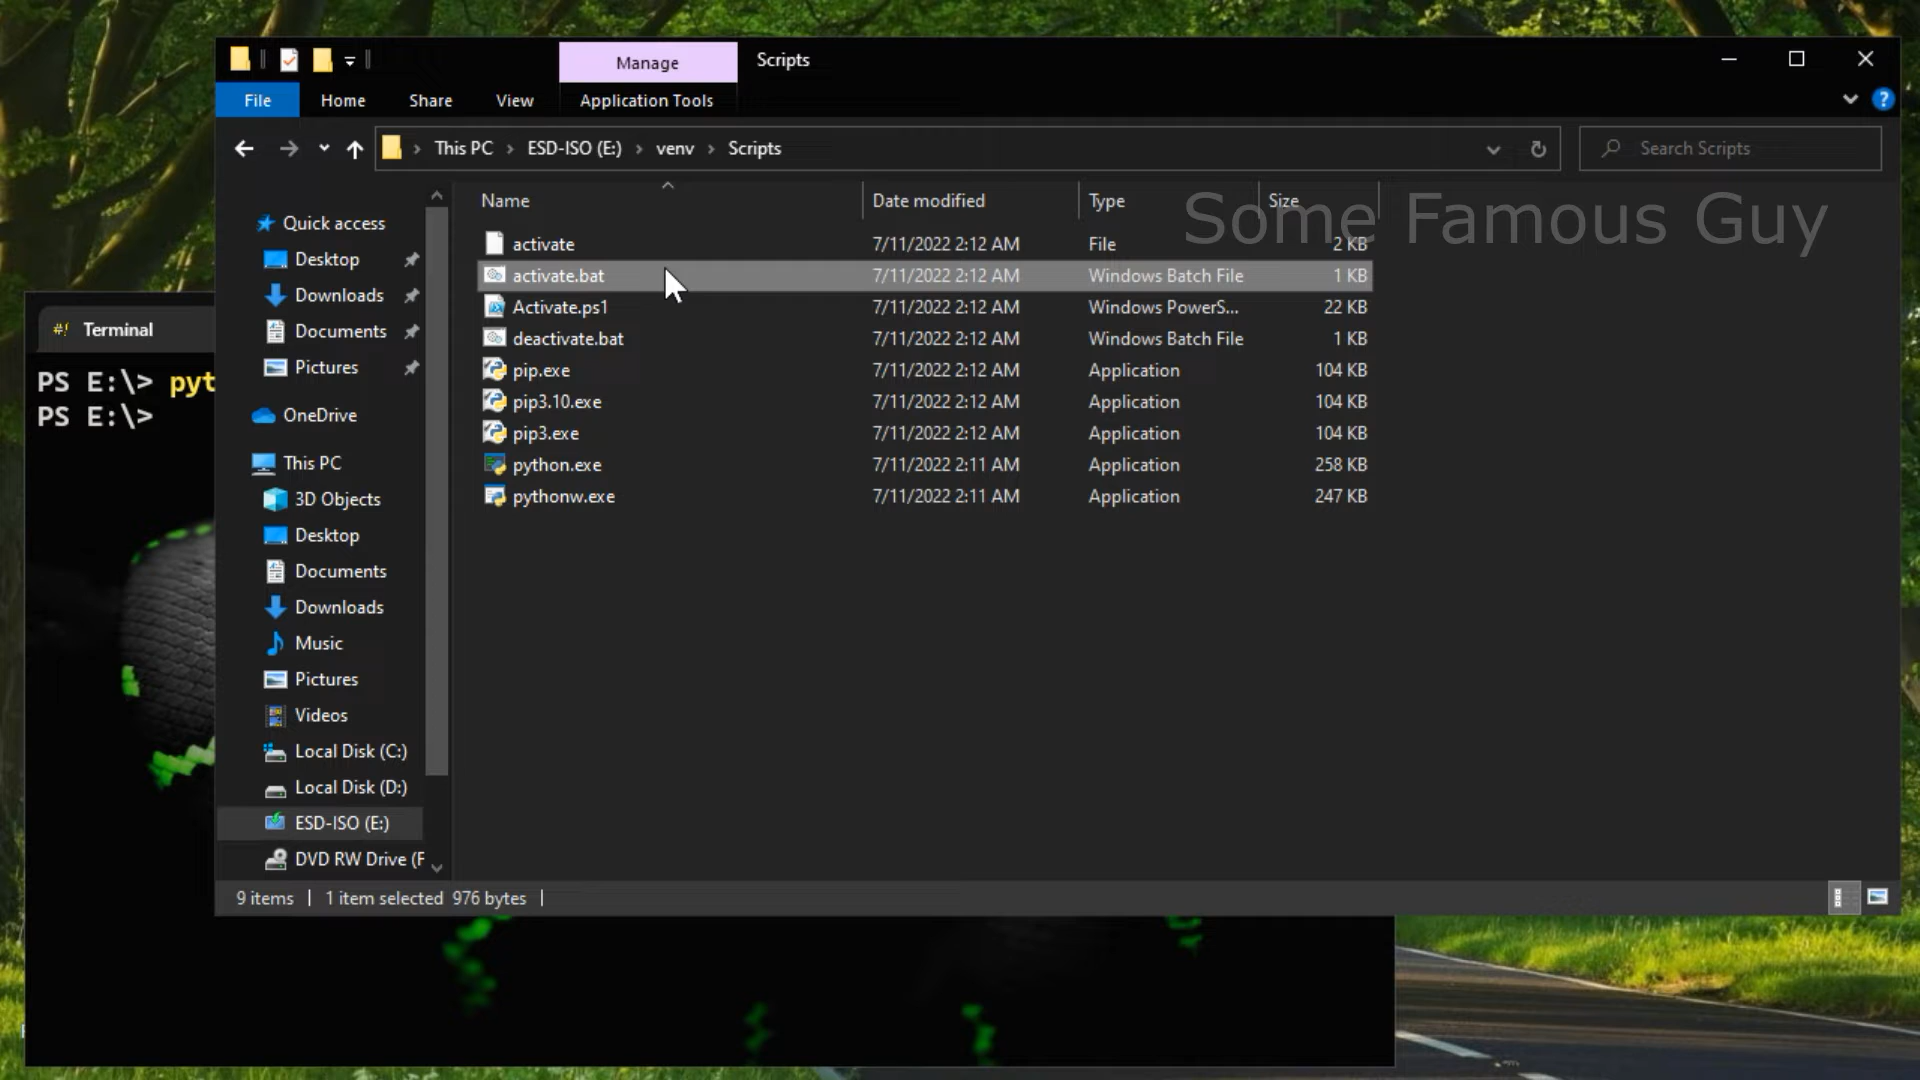 Manage
Scripts
File
Home
Share
View
Application Tools
This PC
ESD-ISO (E:)
venv
Scripts
Search Scripts
Name
Date modified
Type
Size
Some Famous Guy
activate 7/11/2022 2:12 AM File 2 KB
activate.bat 7/11/2022 2:12 AM Windows Batch File 1 KB
Activate.ps1 7/11/2022 2:12 AM Windows PowerS... 22 KB
deactivate.bat 7/11/2022 2:12 AM Windows Batch File 1 KB
pip.exe 7/11/2022 2:12 AM Application 104 KB
pip3.10.exe 7/11/2022 2:12 AM Application 104 KB
pip3.exe 7/11/2022 2:12 AM Application 104 KB
python.exe 7/11/2022 2:11 AM Application 258 KB
pythonw.exe 7/11/2022 2:11 AM Application 247 KB
Quick access
Desktop
Downloads
Documents
Pictures
OneDrive
This PC
3D Objects
Desktop
Documents
Downloads
Music
Pictures
Videos
Local Disk (C:)
Local Disk (D:)
ESD-ISO (E:)
DVD RW Drive (F
9 items
1 item selected 976 bytes
#! Terminal
PS E:\> pyt
PS E:\>